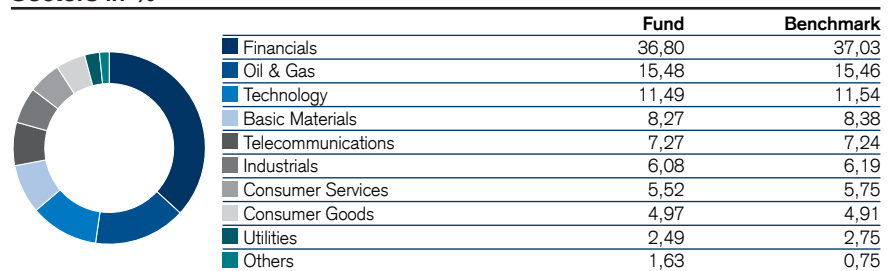 Sectors in %
Fund Benchmark
Financials 36,80 37,03
Oil & Gas 15,48 15,46
Technology 11,49 11,54
Basic Materials 8,27 8,38
Telecommunications 7,27 7,24
Industrials 6,08 6,19
Consumer Services 5,52 5,75
Consumer Goods 4,97 4,91
Utilities 2,49 2,75
Others 1,63 0,75